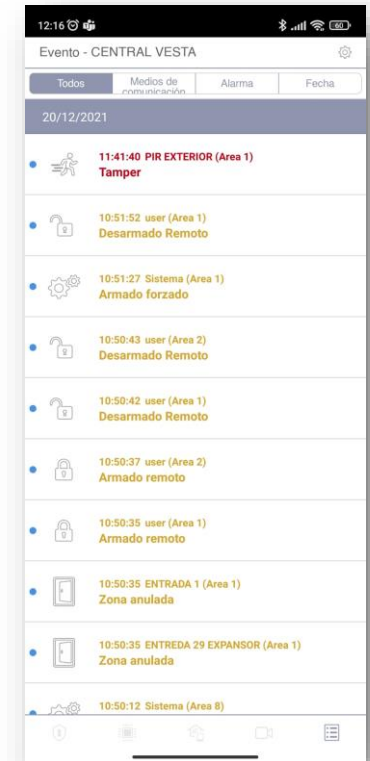 12:16
60
Evento - CENTRAL VESTA
Todos
Medios de
comunicación
Alarma
Fecha
20/12/2021
11:41:40 PIR EXTERIOR (Area 1)
Tamper
10:51:52 user (Area 1)
Desarmado Remoto
10:51:27 Sistema (Area 1)
Armado forzado
10:50:43 user (Area 2)
Desarmado Remoto
10:50:42 user (Area 1)
Desarmado Remoto
10:50:37 user (Area 2)
Armado remoto
10:50:35 user (Area 1)
Armado remoto
10:50:35 ENTRADA 1 (Area 1)
Zona anulada
10:50:35 ENTREDA 29 EXPANSOR (Area 1)
Zona anulada
10:50:12 Sistema (Area 8)